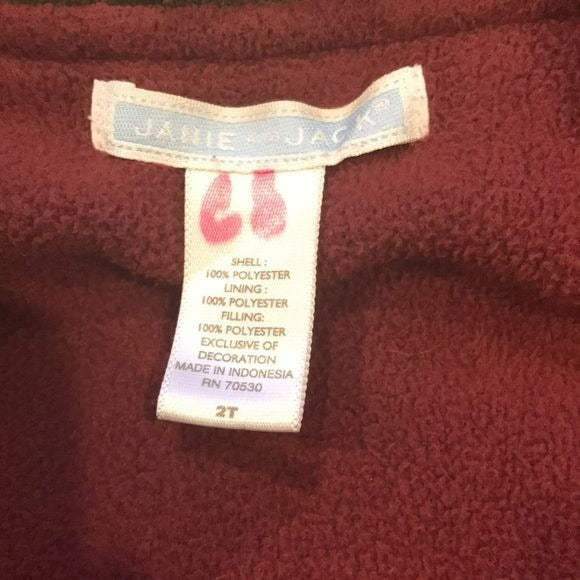 JANIE AND JACK®
SHELL:
100% POLYESTER
LINING:
100% POLYESTER
FILLING:
100% POLYESTER
EXCLUSIVE OF
DECORATION
MADE IN INDONESIA
RN 70530
2T